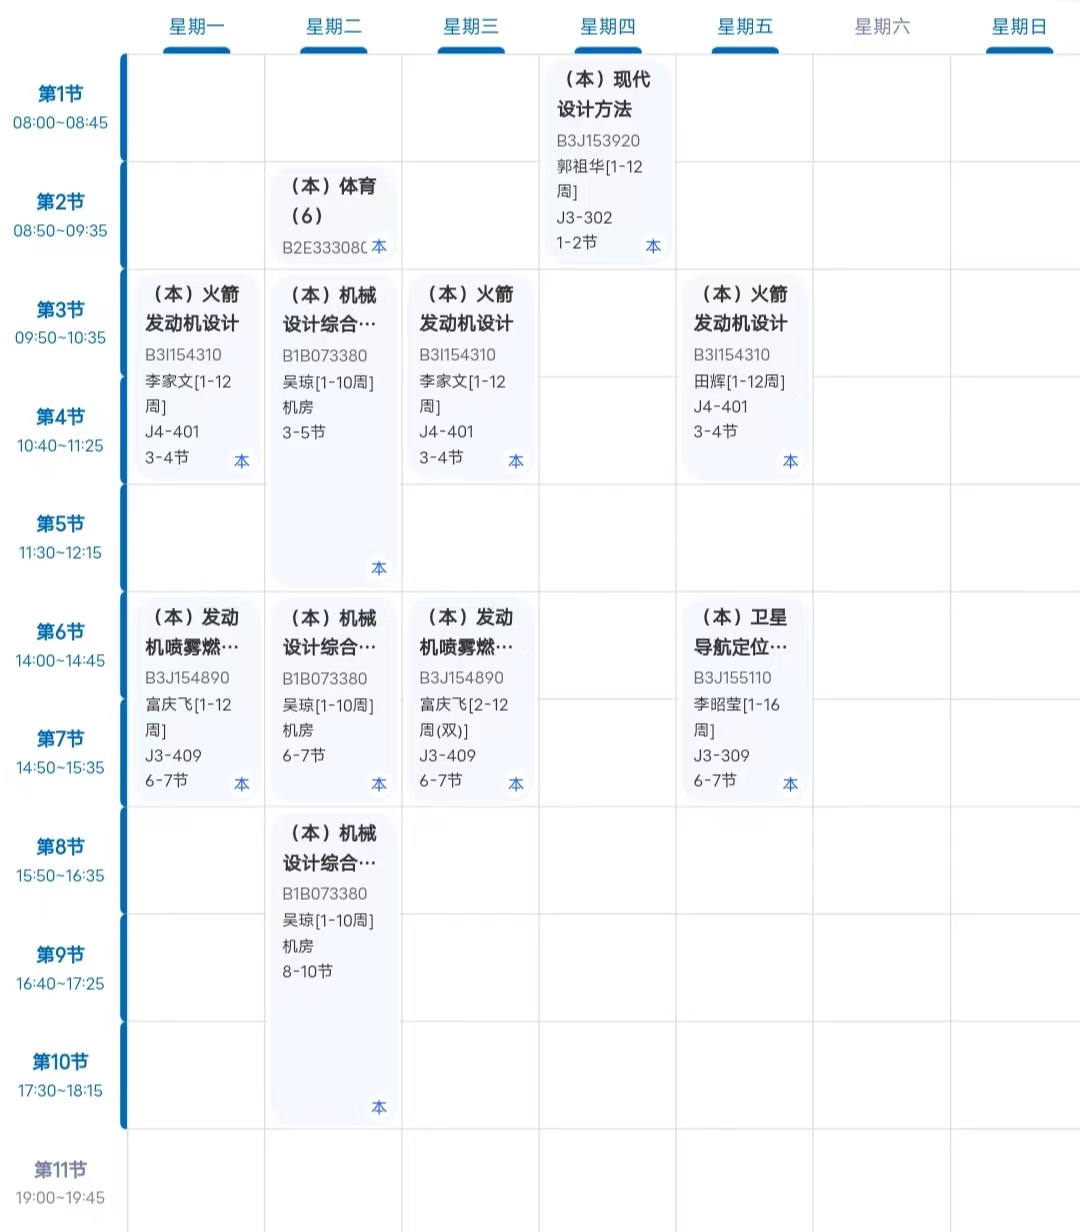 星期一
星期二
星期三
星期四
星期五
星期六
星期日
第1节
08:00~08:45
第2节
08:50~09:35
第3节
09:50~10:35
第4节
10:40~11:25
第5节
11:30~12:15
第6节
14:00~14:45
第7节
14:50~15:35
第8节
15:50~16:35
第9节
16:40~17:25
第10节
17:30~18:15
第11节
19:00~19:45
（本）火箭
发动机设计
B3I154310
李家文[1-12
周]
J4-401
3-4节
本
（本）发动
机喷雾燃…
B3J154890
富庆飞[1-12
周]
J3-409
6-7节
本
（本）体育
（6）
B2E333080
本
（本）机械
设计综合…
B1B073380
吴琼[1-10周]
机房
3-5节
本
（本）机械
设计综合…
B1B073380
吴琼[1-10周]
机房
6-7节
本
（本）机械
设计综合…
B1B073380
吴琼[1-10周]
机房
8-10节
本
（本）火箭
发动机设计
B3I154310
李家文[1-12
周]
J4-401
3-4节
本
（本）发动
机喷雾燃…
B3J154890
富庆飞[2-12
周(双)]
J3-409
6-7节
本
（本）现代
设计方法
B3J153920
郭祖华[1-12
周]
J3-302
1-2节
本
（本）火箭
发动机设计
B3I154310
田辉[1-12周]
J4-401
3-4节
本
（本）卫星
导航定位…
B3J155110
李昭莹[1-16
周]
J3-309
6-7节
本